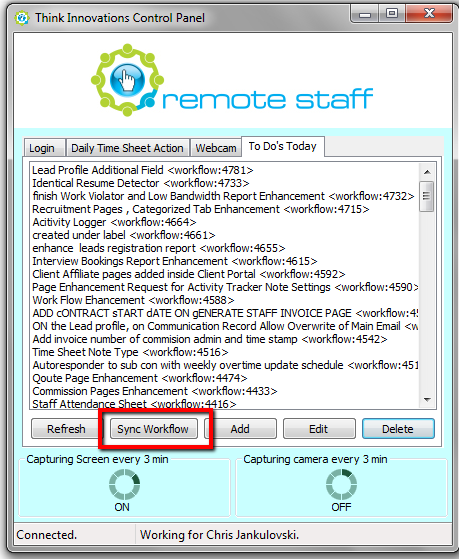 Think Innovations Control Panel
remote staff
Login Daily Time Sheet Action Webcam To Do's Today
Lead Profile Additional Field <workflow:4781>
Identical Resume Detector <workflow:4733>
finish Work Violator and Low Bandwidth Report Enhancement <workflow:4732>
Recruitment Pages , Categorized Tab Enhancement <workflow:4715>
Acitivity Logger <workflow:4664>
created under label <workflow:4661>
enhance leads registration report <workflow:4655>
Interview Bookings Report Enhancement <workflow:4615>
Client Affiliate pages added inside Client Portal <workflow:4592>
Page Enhancement Request for Activity Tracker Note Settings <workflow:4590>
Work Flow Ehancement <workflow:4588>
ADD cONTRACT sTART dATE ON gENERATE STAFF INVOICE PAGE <workflow:4
ON the Lead profile, on Communication Record Allow Overwrite of Main Email <w
Add invoice number of commision admin and time stamp <workflow:4542>
Time Sheet Note Type <workflow:4516>
Autoresponder to sub con with weekly overtime update schedule <workflow:451
Qoute Page Enhancement <workflow:4474>
Commission Pages Enhancement <workflow:4433>
Staff Attendance Sheet <workflow:4416>
Refresh Sync Workflow Add Edit Delete
Capturing Screen every 3 min Capturing camera every 3 min
ON OFF
Connected. Working for Chris Jankulovski.